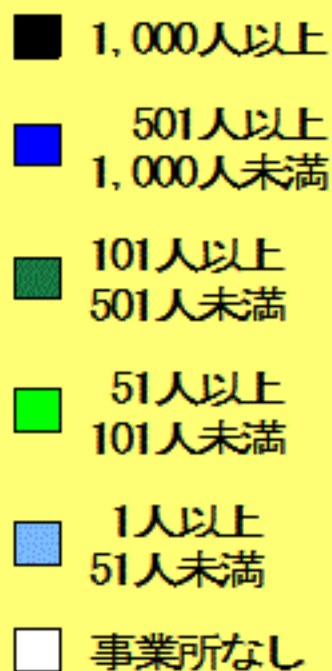 1,000人以上
501人以上
1,000人未満
101人以上
501人未満
51人以上
101人未満
1人以上
51人未満
事業所なし